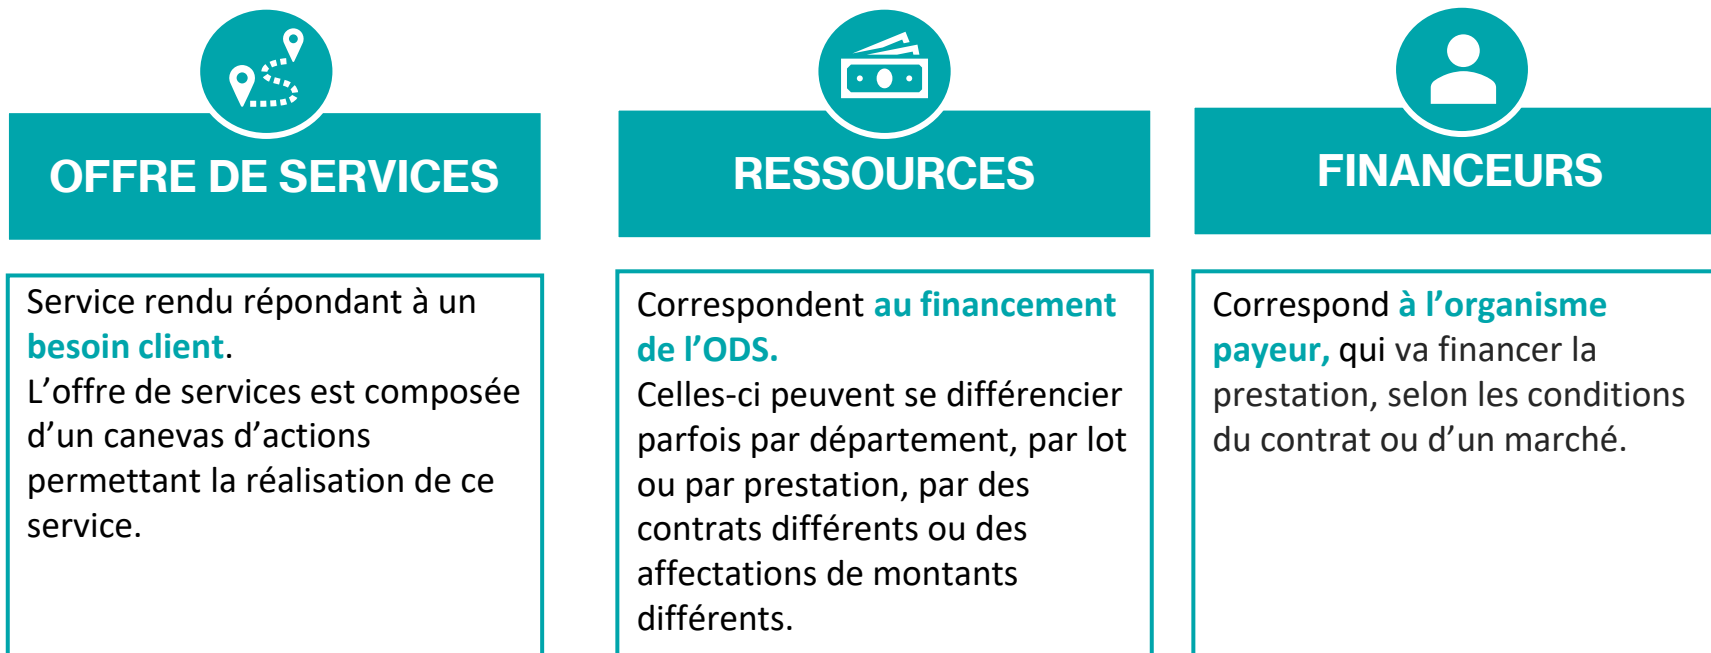 OFFRE DE SERVICES
Service rendu répondant à un
besoin client.
L’offre de services est composée
d’un canevas d’actions
permettant la réalisation de ce
service.
RESSOURCES
Correspondent au financement
de l’ODS.
Celles-ci peuvent se différencier
parfois par département, par lot
ou par prestation, par des
contrats différents ou des
affectations de montants
différents.
FINANCEURS
Correspond à l’organisme
payeur, qui va financer la
prestation, selon les conditions
du contrat ou d’un marché.